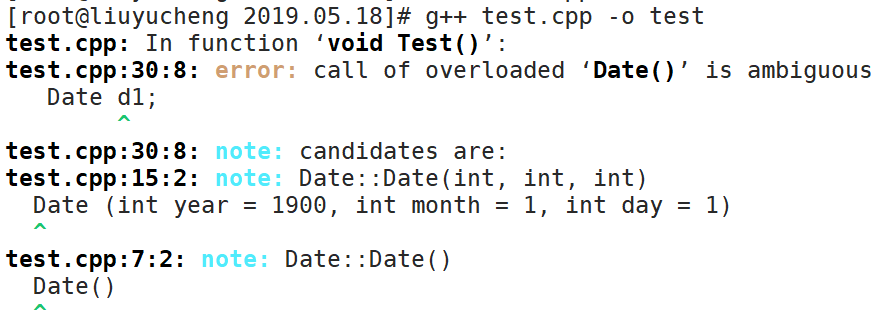 [root@liuyucheng 2019.05.18]# g++ test.cpp -o test
test.cpp: In function ‘void Test()’:
test.cpp:30:8: error: call of overloaded ‘Date()’ is ambiguous
   Date d1;
        ^
test.cpp:30:8: note: candidates are:
test.cpp:15:2: note: Date::Date(int, int, int)
  Date (int year = 1900, int month = 1, int day = 1)
  ^
test.cpp:7:2: note: Date::Date()
  Date()
  ^